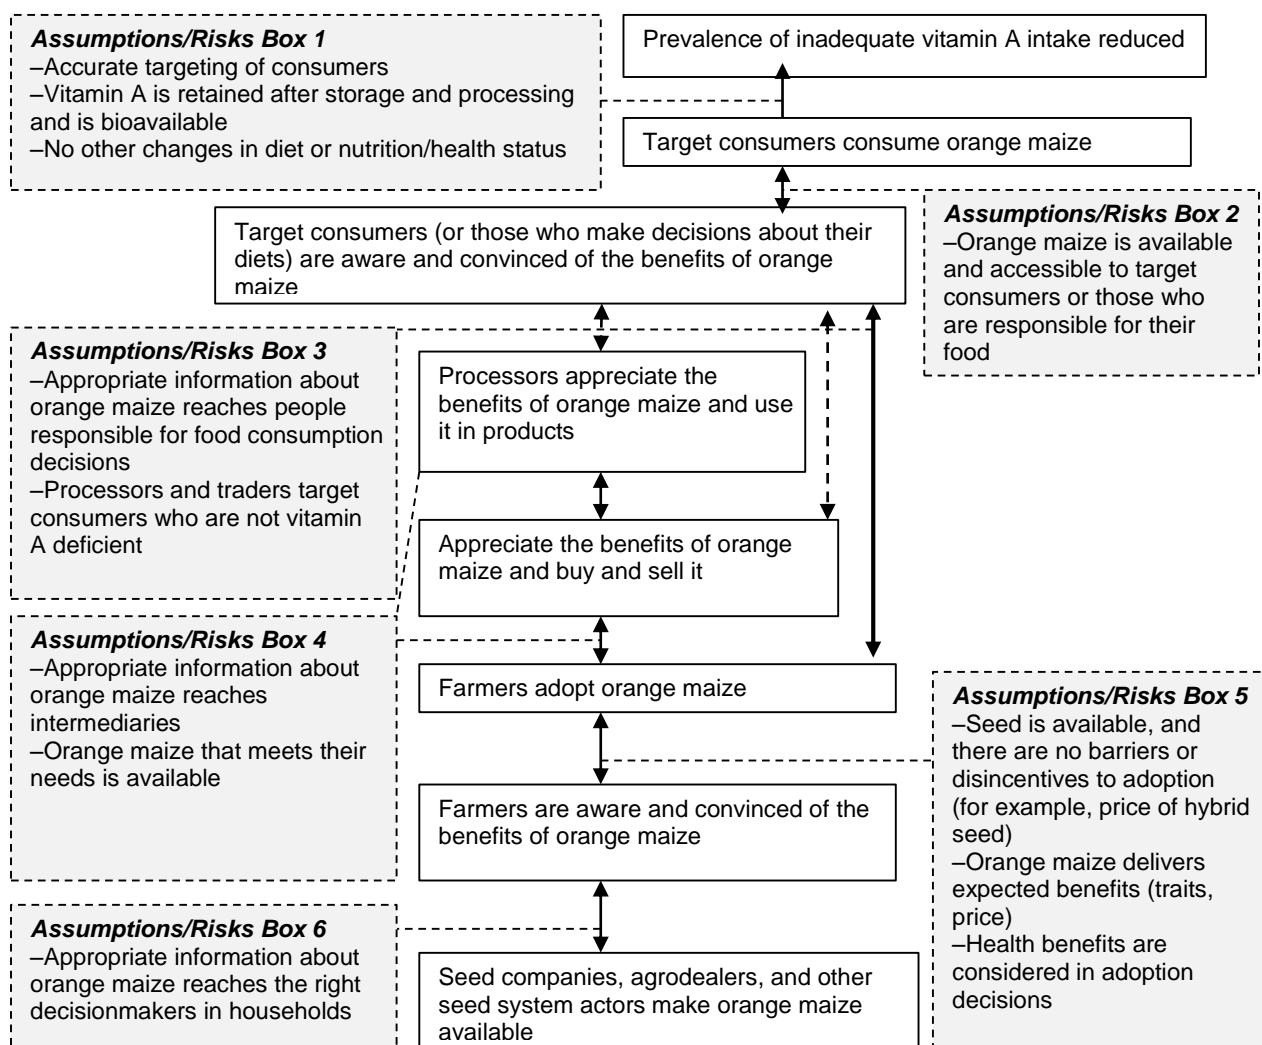 Assumptions/Risks Box 1
–Accurate targeting of consumers
–Vitamin A is retained after storage and processing
and is bioavailable
–No other changes in diet or nutrition/health status
Prevalence of inadequate vitamin A intake reduced
Target consumers consume orange maize
Target consumers (or those who make decisions about their
diets) are aware and convinced of the benefits of orange
maize
Assumptions/Risks Box 2
–Orange maize is available
and accessible to target
consumers or those who
are responsible for their
food
Assumptions/Risks Box 3
–Appropriate information about
orange maize reaches people
responsible for food consumption
decisions
–Processors and traders target
consumers who are not vitamin
A deficient
Processors appreciate the
benefits of orange maize and use
it in products
Appreciate the benefits of orange
maize and buy and sell it
Assumptions/Risks Box 4
–Appropriate information about
orange maize reaches
intermediaries
–Orange maize that meets their
needs is available
Farmers adopt orange maize
Assumptions/Risks Box 5
–Seed is available, and
there are no barriers or
disincentives to adoption
(for example, price of hybrid
seed)
–Orange maize delivers
expected benefits (traits,
price)
–Health benefits are
considered in adoption
decisions
Farmers are aware and convinced of the
benefits of orange maize
Assumptions/Risks Box 6
–Appropriate information about
orange maize reaches the right
decisionmakers in households
Seed companies, agrodealers, and other
seed system actors make orange maize
available